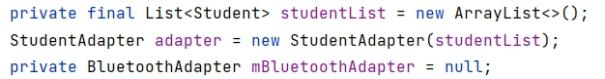 private final List<Student> studentList = new ArrayList<>();
StudentAdapter adapter = new StudentAdapter(studentList);
private BluetoothAdapter mBluetoothAdapter = null;